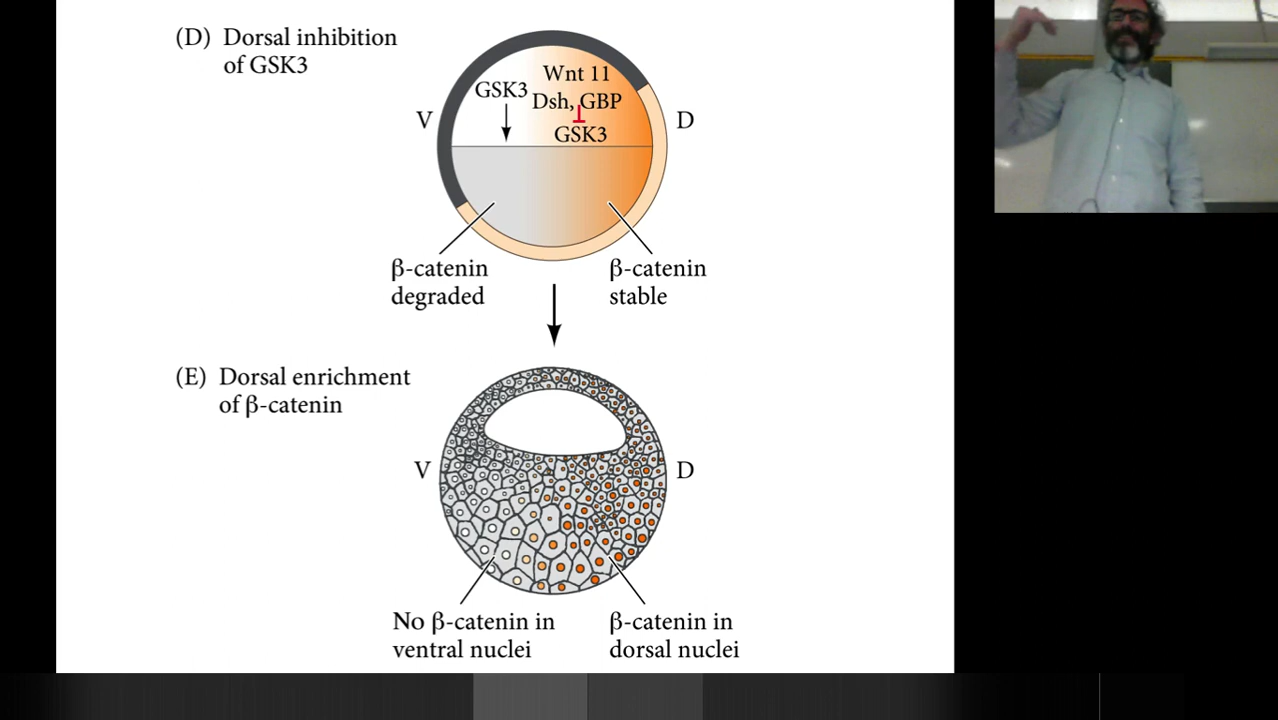 (D) Dorsal inhibition
of GSK3
Wnt 11
GSK3
Dsh, GBP
V
D
GSK3
β-catenin
degraded
β-catenin
stable
(E) Dorsal enrichment
of β-catenin
V
D
No β-catenin in
ventral nuclei
β-catenin in
dorsal nuclei